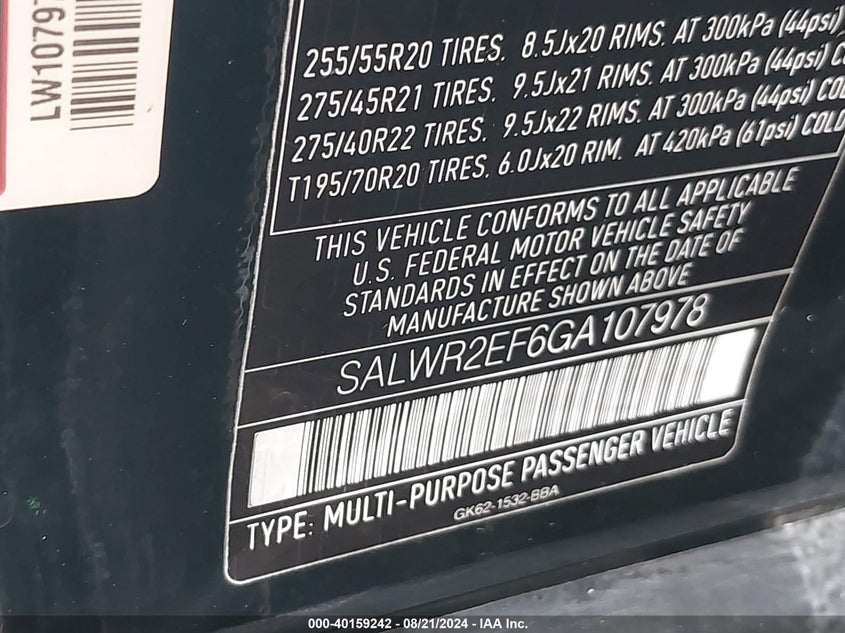 LW10797
255/55R20 TIRES. 8.5Jx20 RIMS. AT 300kPa (44psi)
275/45R21 TIRES. 9.5Jx21 RIMS. AT 300kPa (44psi)
275/40R22 TIRES. 9.5Jx22 RIMS. AT 300kPa (44psi) COL
T195/70R20 TIRES. 6.0Jx20 RIM. AT 420kPa (61psi) COLD
THIS VEHICLE CONFORMS TO ALL APPLICABLE
U.S. FEDERAL MOTOR VEHICLE SAFETY
STANDARDS IN EFFECT ON THE DATE OF
MANUFACTURE SHOWN ABOVE
SALWR2EF6GA107978
TYPE: MULTI-PURPOSE PASSENGER VEHICLE
GK62-1532-BBA
000-40159242 - 08/21/2024 - IAA Inc.